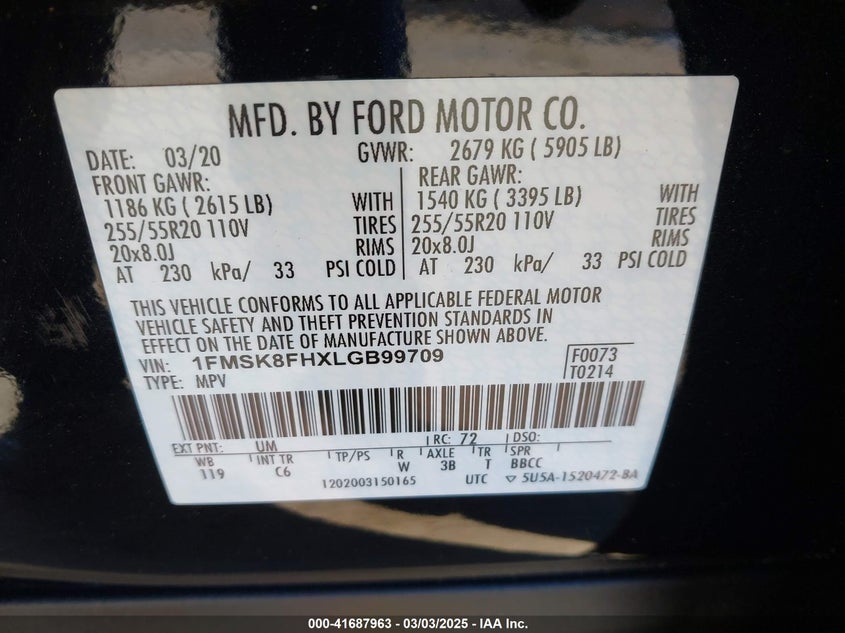 MFD. BY FORD MOTOR CO.
DATE: 03/20 GVWR: 2679 KG ( 5905 LB)
FRONT GAWR: REAR GAWR:
1186 KG ( 2615 LB) WITH 1540 KG ( 3395 LB) WITH
255/55R20 110V TIRES 255/55R20 110V TIRES
20x8.0J RIMS 20x8.0J RIMS
AT 230 kPa/ 33 PSI COLD AT 230 kPa/ 33 PSI COLD
THIS VEHICLE CONFORMS TO ALL APPLICABLE FEDERAL MOTOR
VEHICLE SAFETY AND THEFT PREVENTION STANDARDS IN
EFFECT ON THE DATE OF MANUFACTURE SHOWN ABOVE.
VIN: 1FMSK8FHXLGB99709 F0073
TYPE: MPV T0214
EXT PNT: UM RC: 72 DSO:
WB INT TR TP/PS R AXLE TR SPR
119 C6 W 3B T BBCC
1202003150165 UTC ▽ 5U5A-1520472-BA
000-41687963 - 03/03/2025 - IAA Inc.